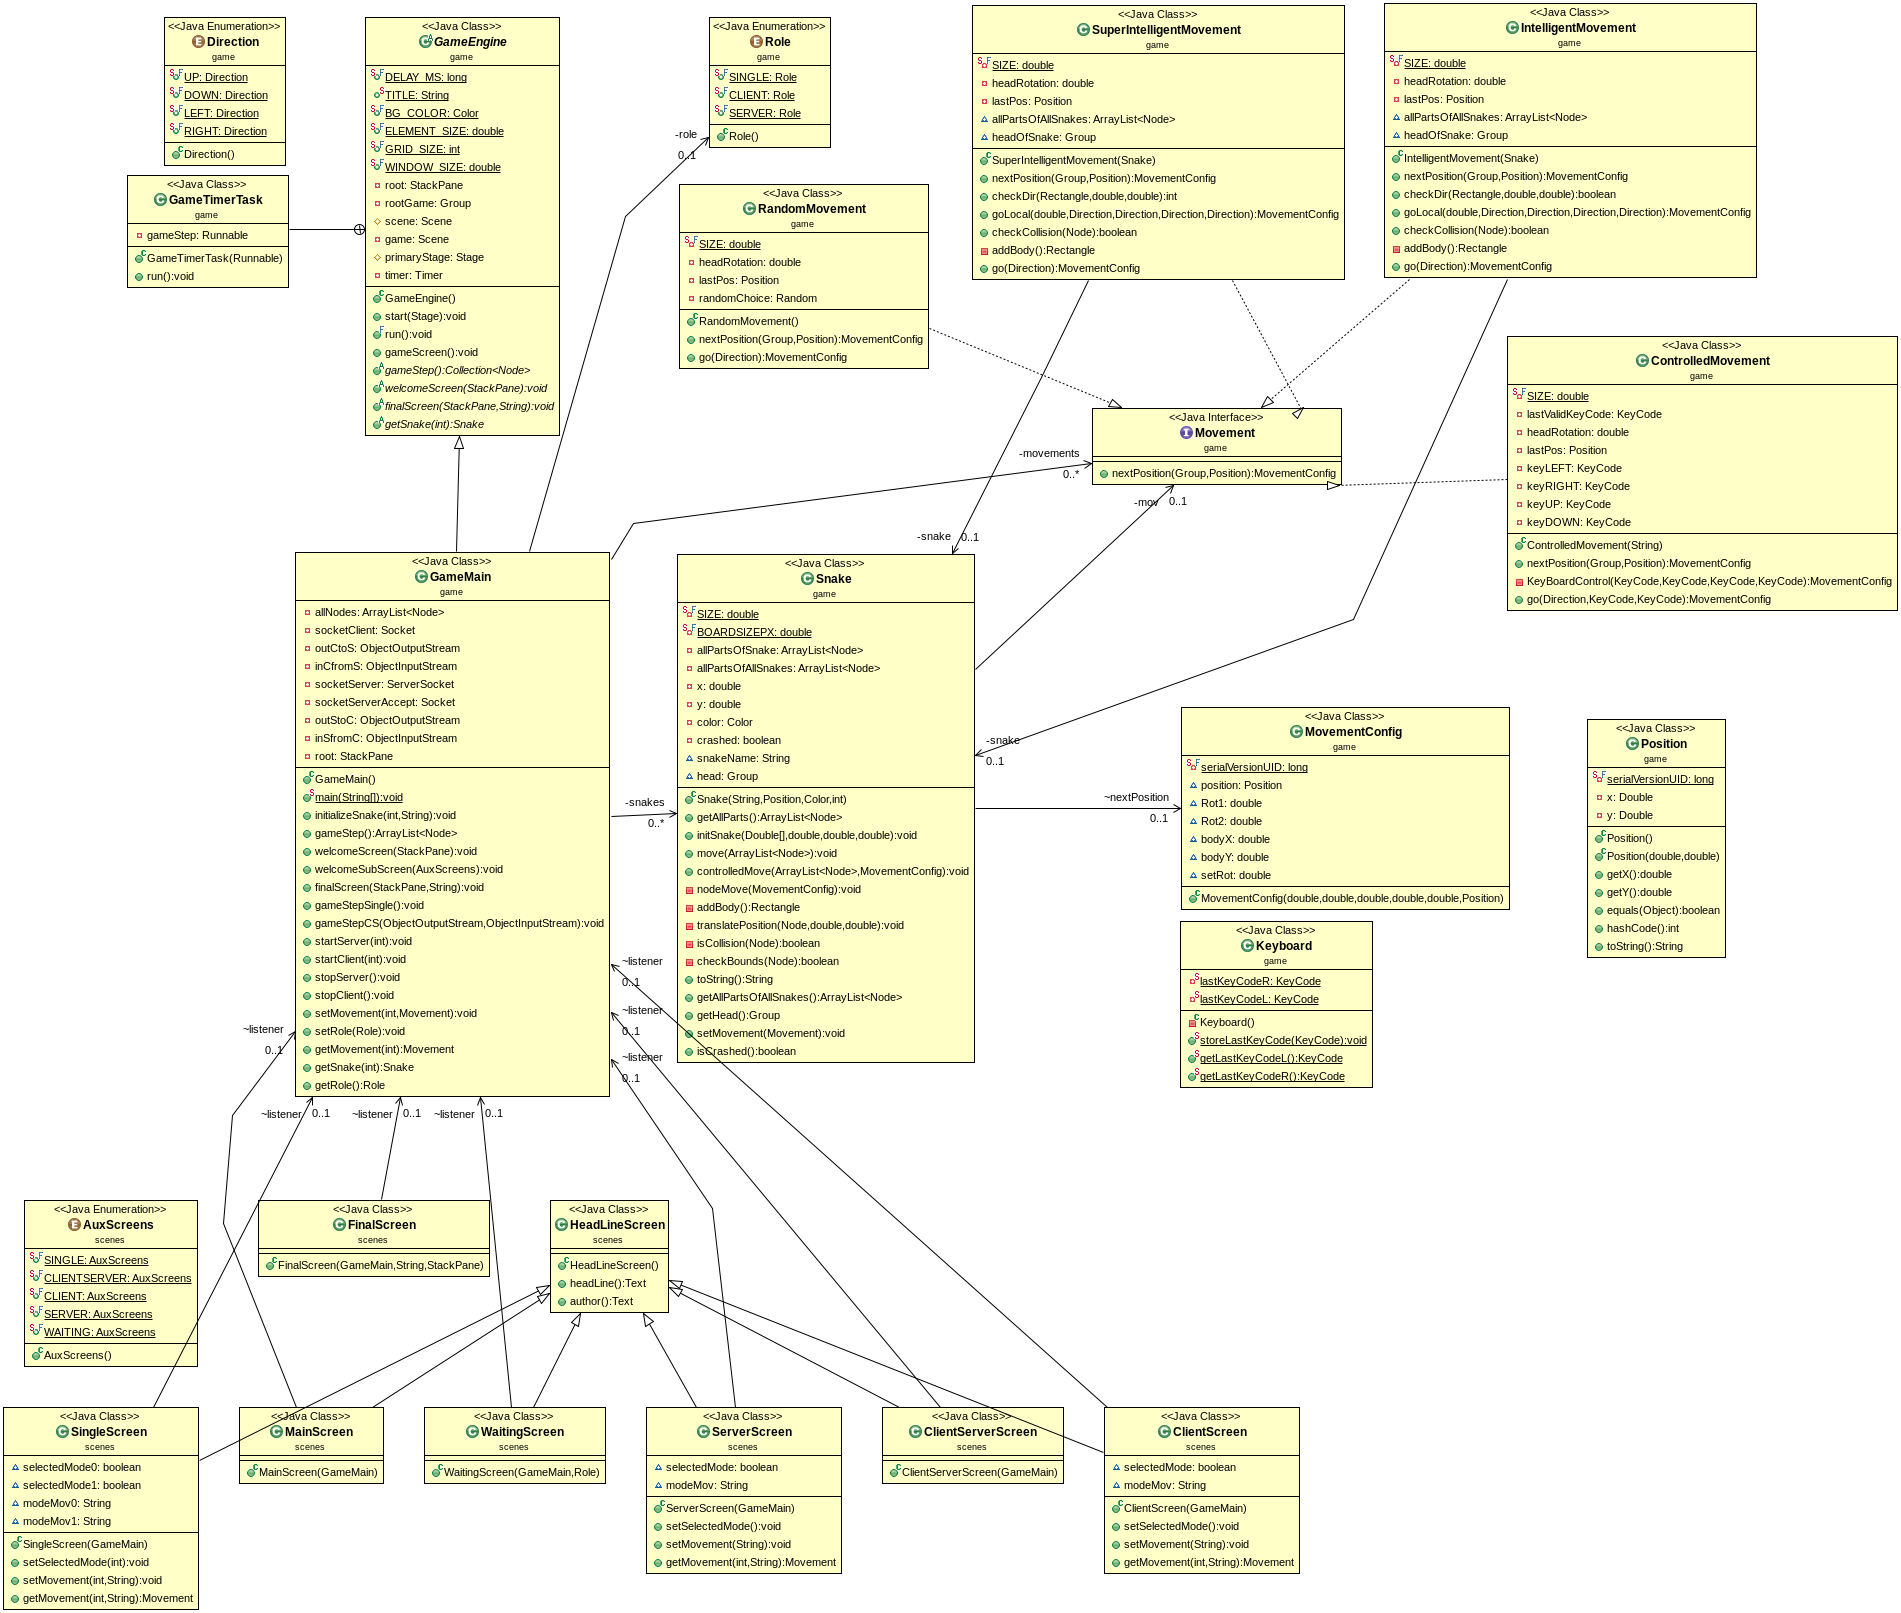 <<Java Enumeration>>
Direction
game
UP: Direction
DOWN: Direction
LEFT: Direction
RIGHT: Direction
Direction()
<<Java Class>>
GameEngine
game
DELAY_MS: long
TITLE: String
BG_COLOR: Color
ELEMENT_SIZE: double
GRID_SIZE: int
WINDOW_SIZE: double
root: StackPane
rootGame: Group
scene: Scene
game: Scene
primaryStage: Stage
timer: Timer
GameEngine()
start(Stage):void
run():void
gameScreen():void
gameStep():Collection<Node>
welcomeScreen(StackPane):void
finalScreen(StackPane,String):void
getSnake(int):Snake
<<Java Enumeration>>
Role
game
SINGLE: Role
CLIENT: Role
SERVER: Role
Role()
-role
0..1
<<Java Class>>
SuperIntelligentMovement
game
SIZE: double
headRotation: double
lastPos: Position
allPartsOfAllSnakes: ArrayList<Node>
headOfSnake: Group
SuperIntelligentMovement(Snake)
nextPosition(Group,Position):MovementConfig
checkDir(Rectangle,double,double):int
goLocal(double,Direction,Direction,Direction,Direction):MovementConfig
checkCollision(Node):boolean
addBody():Rectangle
go(Direction):MovementConfig
<<Java Class>>
IntelligentMovement
game
SIZE: double
headRotation: double
lastPos: Position
allPartsOfAllSnakes: ArrayList<Node>
headOfSnake: Group
IntelligentMovement(Snake)
nextPosition(Group,Position):MovementConfig
checkDir(Rectangle,double,double):boolean
goLocal(double,Direction,Direction,Direction,Direction):MovementConfig
checkCollision(Node):boolean
addBody():Rectangle
go(Direction):MovementConfig
<<Java Class>>
GameTimerTask
game
gameStep: Runnable
GameTimerTask(Runnable)
run():void
<<Java Class>>
RandomMovement
game
SIZE: double
headRotation: double
lastPos: Position
randomChoice: Random
RandomMovement()
nextPosition(Group,Position):MovementConfig
go(Direction):MovementConfig
<<Java Class>>
ControlledMovement
game
SIZE: double
lastValidKeyCode: KeyCode
headRotation: double
lastPos: Position
keyLEFT: KeyCode
keyRIGHT: KeyCode
keyUP: KeyCode
keyDOWN: KeyCode
ControlledMovement(String)
nextPosition(Group,Position):MovementConfig
KeyBoardControl(KeyCode,KeyCode,KeyCode,KeyCode):MovementConfig
go(Direction,KeyCode,KeyCode):MovementConfig
<<Java Interface>>
Movement
game
nextPosition(Group,Position):MovementConfig
-movements
0..*
-mov
0..1
-snake
0..1
<<Java Class>>
GameMain
game
allNodes: ArrayList<Node>
socketClient: Socket
outCtoS: ObjectOutputStream
inCfromS: ObjectInputStream
socketServer: ServerSocket
socketServerAccept: Socket
outStoC: ObjectOutputStream
inSfromC: ObjectInputStream
root: StackPane
GameMain()
main(String[]):void
initializeSnake(int,String):void
gameStep():ArrayList<Node>
welcomeScreen(StackPane):void
welcomeSubScreen(AuxScreens):void
finalScreen(StackPane,String):void
gameStepSingle():void
gameStepCS(ObjectOutputStream,ObjectInputStream):void
startServer(int):void
startClient(int):void
stopServer():void
stopClient():void
setMovement(int,Movement):void
setRole(Role):void
getMovement(int):Movement
getSnake(int):Snake
getRole():Role
-snakes
0..*
<<Java Class>>
Snake
game
SIZE: double
BOARDSIZEPX: double
allPartsOfSnake: ArrayList<Node>
allPartsOfAllSnakes: ArrayList<Node>
x: double
y: double
color: Color
crashed: boolean
snakeName: String
head: Group
Snake(String,Position,Color,int)
getAllParts():ArrayList<Node>
initSnake(Double[],double,double,double):void
move(ArrayList<Node>):void
controlledMove(ArrayList<Node>,MovementConfig):void
nodeMove(MovementConfig):void
addBody():Rectangle
translatePosition(Node,double,double):void
isCollision(Node):boolean
checkBounds(Node):boolean
toString():String
getAllPartsOfAllSnakes():ArrayList<Node>
getHead():Group
setMovement(Movement):void
isCrashed():boolean
-snake
0..1
~nextPosition
0..1
<<Java Class>>
MovementConfig
game
serialVersionUID: long
position: Position
Rot1: double
Rot2: double
bodyX: double
bodyY: double
setRot: double
MovementConfig(double,double,double,double,double,Position)
<<Java Class>>
Position
game
serialVersionUID: long
x: Double
y: Double
Position()
Position(double,double)
getX():double
getY():double
equals(Object):boolean
hashCode():int
toString():String
<<Java Class>>
Keyboard
game
lastKeyCodeR: KeyCode
lastKeyCodeL: KeyCode
Keyboard()
storeLastKeyCode(KeyCode):void
getLastKeyCodeL():KeyCode
getLastKeyCodeR():KeyCode
~listener
0..1
~listener
0..1
~listener
0..1
~listener
0..1
~listener
0..1
~listener
0..1
~listener
0..1
<<Java Enumeration>>
AuxScreens
scenes
SINGLE: AuxScreens
CLIENTSERVER: AuxScreens
CLIENT: AuxScreens
SERVER: AuxScreens
WAITING: AuxScreens
AuxScreens()
<<Java Class>>
FinalScreen
scenes
FinalScreen(GameMain,String,StackPane)
<<Java Class>>
HeadLineScreen
scenes
HeadLineScreen()
headLine():Text
author():Text
<<Java Class>>
SingleScreen
scenes
selectedMode0: boolean
selectedMode1: boolean
modeMov0: String
modeMov1: String
SingleScreen(GameMain)
setSelectedMode(int):void
setMovement(int,String):void
getMovement(int,String):Movement
<<Java Class>>
MainScreen
scenes
MainScreen(GameMain)
<<Java Class>>
WaitingScreen
scenes
WaitingScreen(GameMain,Role)
<<Java Class>>
ServerScreen
scenes
selectedMode: boolean
modeMov: String
ServerScreen(GameMain)
setSelectedMode():void
setMovement(String):void
getMovement(int,String):Movement
<<Java Class>>
ClientServerScreen
scenes
ClientServerScreen(GameMain)
<<Java Class>>
ClientScreen
scenes
selectedMode: boolean
modeMov: String
ClientScreen(GameMain)
setSelectedMode():void
setMovement(String):void
getMovement(int,String):Movement